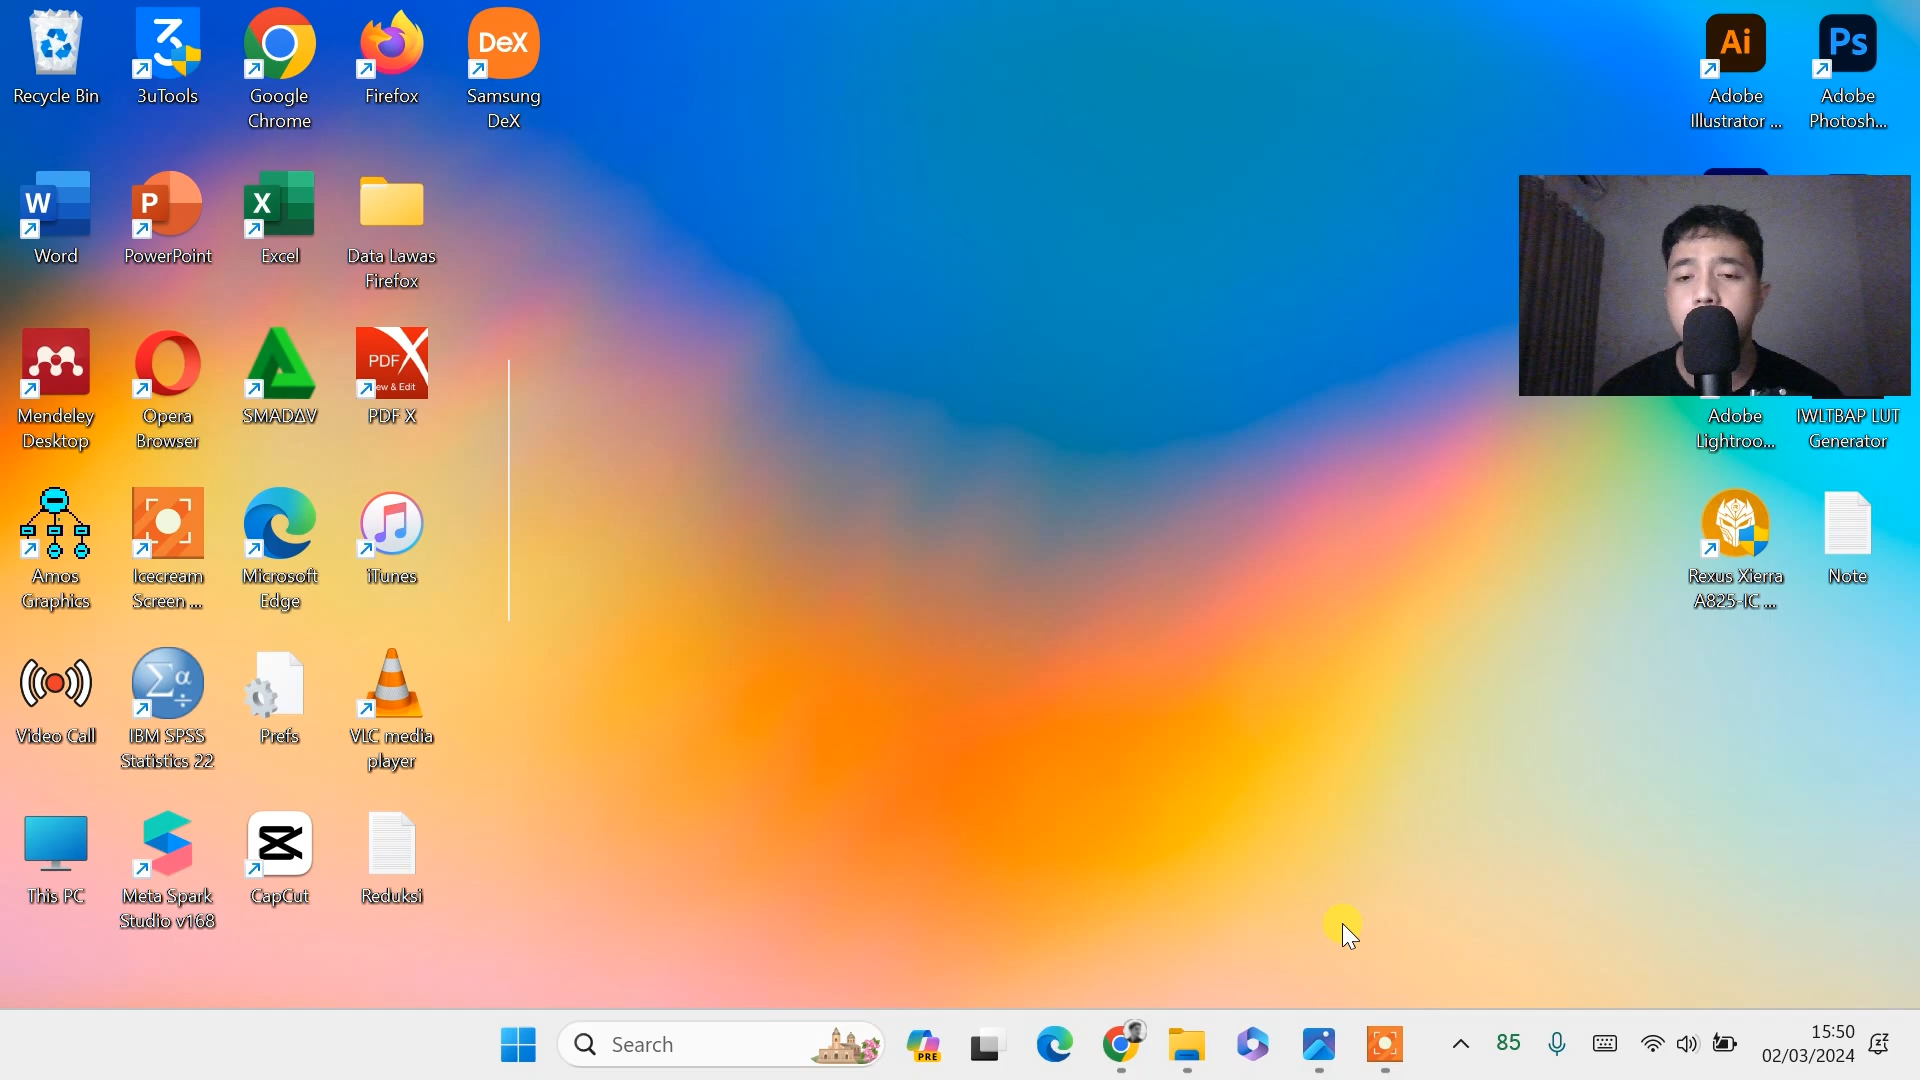 Recycle Bin
3uTools
Google
Chrome
Firefox
DeX
Samsung
DeX
Ai
Adobe
Illustrator ...
Ps
Adobe
Photosh...
W
Word
P
PowerPoint
X
Excel
Data Lawas
Firefox
Mendeley
Desktop
Opera
Browser
SMADAV
PDF X
ew & Edit
PDF X
Adobe
Lightroo...
IWLTBAP LUT
Generator
Amos
Graphics
Icecream
Screen ...
Microsoft
Edge
iTunes
Rexus Xierra
A825-IC ...
Note
Video Call
Σα
÷
IBM SPSS
Statistics 22
Prefs
VLC media
player
This PC
Meta Spark
Studio v168
CapCut
Reduksi
Search
PRE
85
15:50
02/03/2024